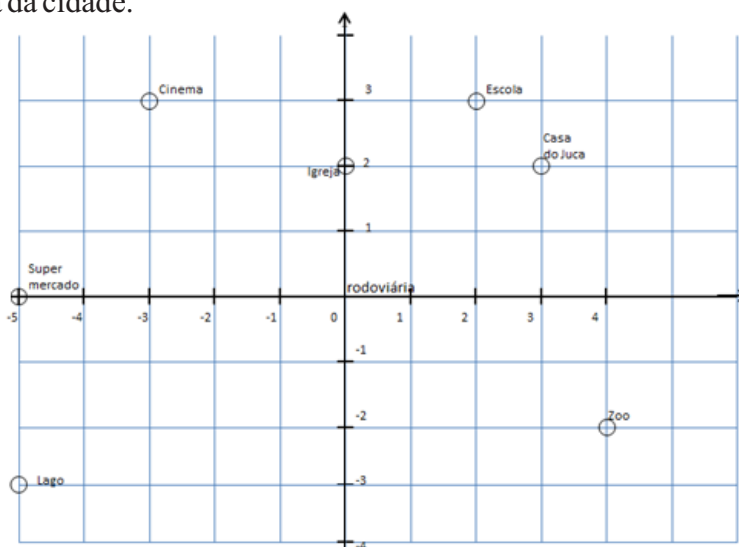 da cidade.
Cinema
3
Escola
Casa
do Juca
Igreja
2
1
Super
mercado
rodoviária
-5 -4 -3 -2 -1 0 1 2 3 4
-1
-2
Zoo
Lago
-3
-4